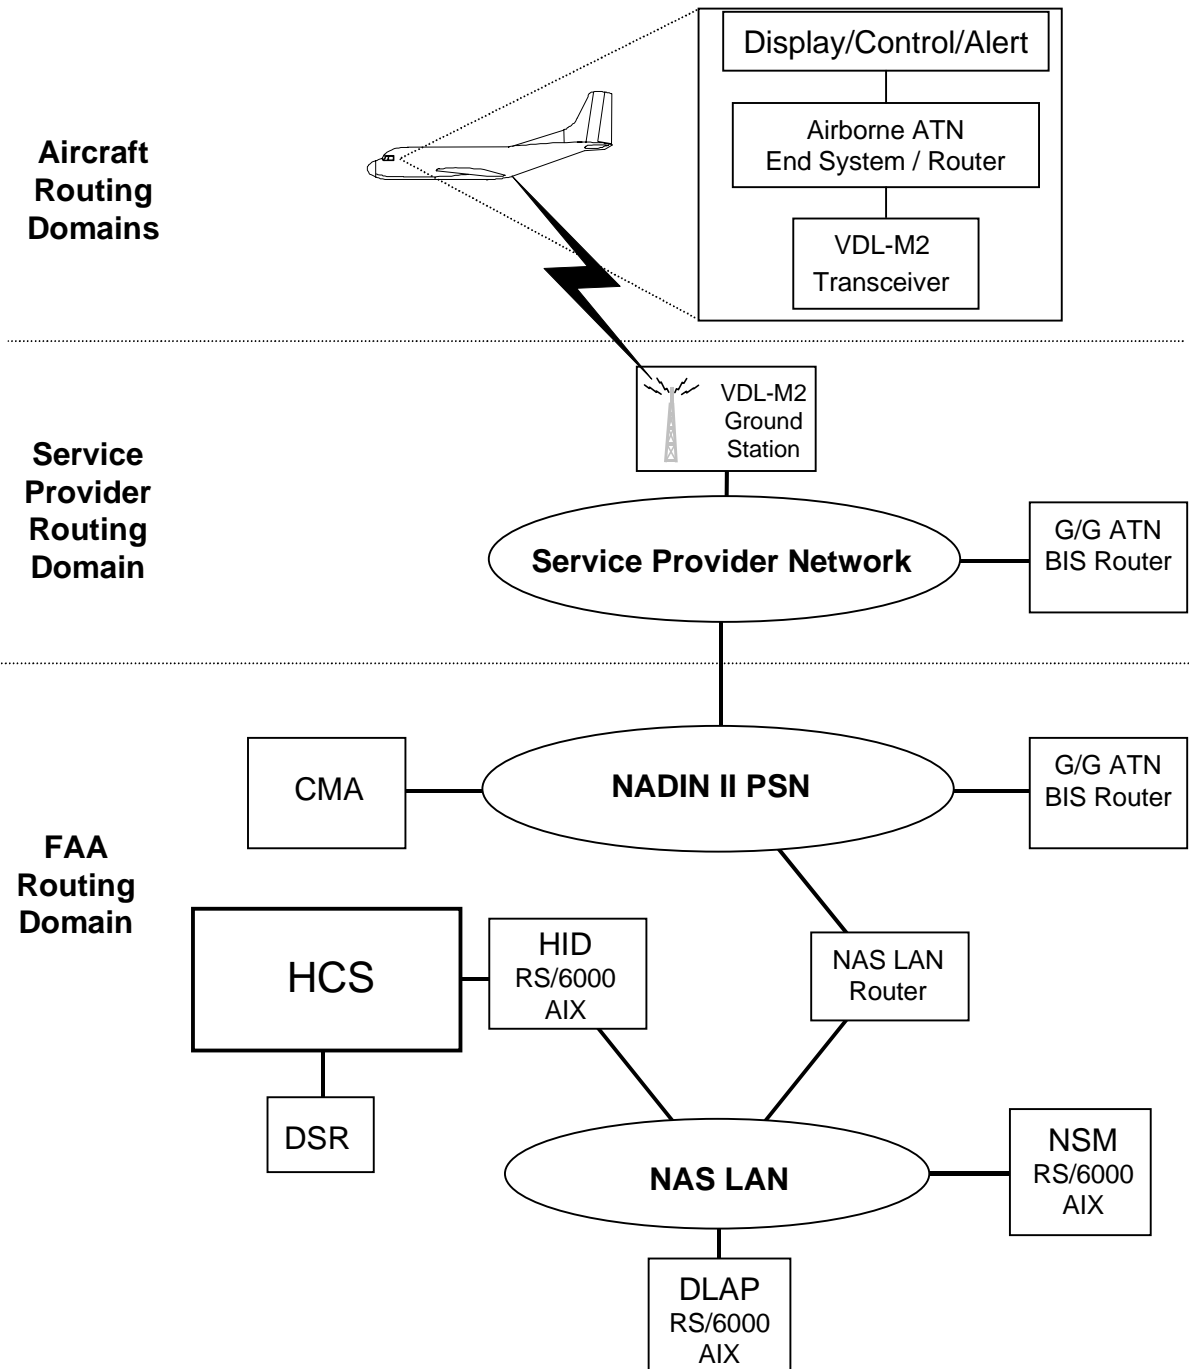 Display/Control/Alert
Airborne ATN
End System / Router
VDL-M2
Transceiver
Aircraft
Routing
Domains
VDL-M2
Ground
Station
Service
Provider
Routing
Domain
Service Provider Network
G/G ATN
BIS Router
CMA
NADIN II PSN
G/G ATN
BIS Router
FAA
Routing
Domain
HCS
HID
RS/6000
AIX
NAS LAN
Router
DSR
NAS LAN
NSM
RS/6000
AIX
DLAP
RS/6000
AIX